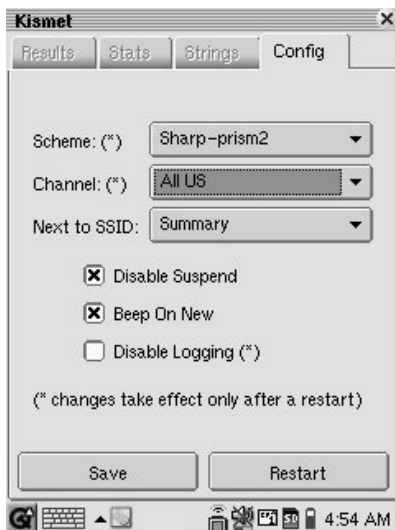 Kismet
Results Stats Strings Config
Scheme: (*) Sharp-prism2
Channel: (*) All US
Next to SSID: Summary
Disable Suspend
Beep On New
Disable Logging (*)
(* changes take effect only after a restart)
Save Restart
SD 4:54 AM